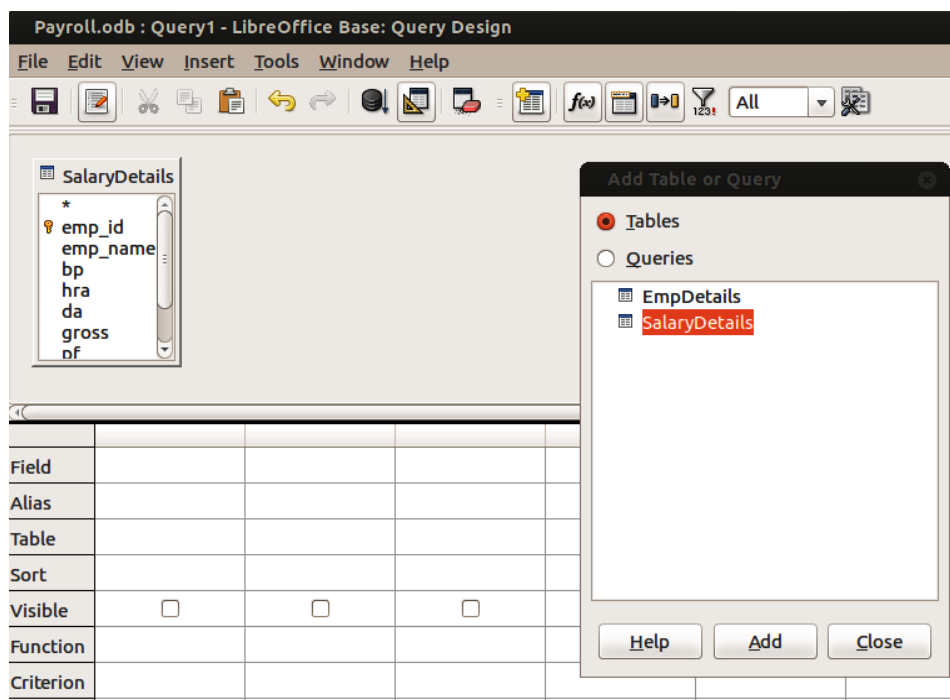 Payroll.odb : Query1 - LibreOffice Base: Query Design
File Edit View Insert Tools Window Help
f(x) 123! All
SalaryDetails
*
emp_id
emp_name
bp
hra
da
gross
pf
Add Table or Query
Tables
Queries
EmpDetails
SalaryDetails
Help Add Close
Field
Alias
Table
Sort
Visible
Function
Criterion